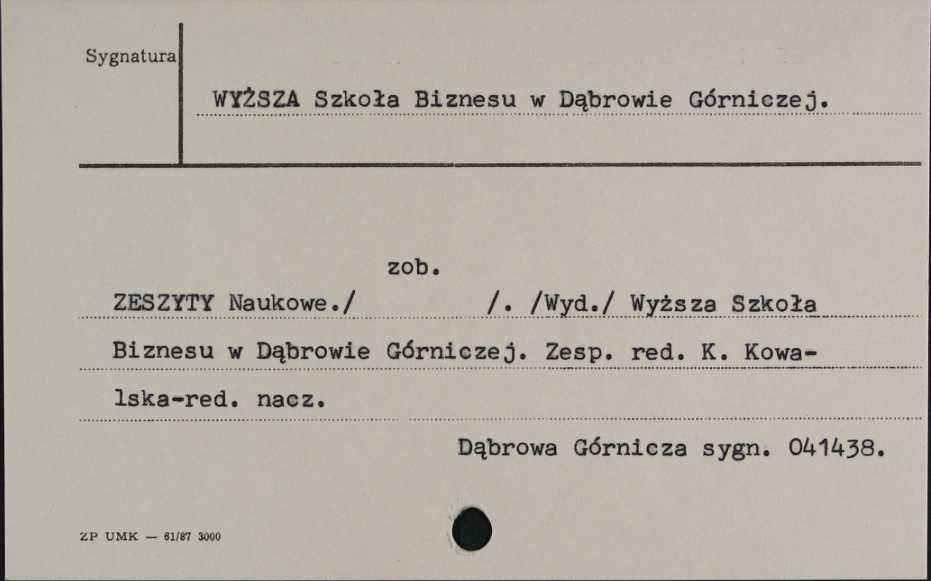 Sygnatura
WYŻSZA Szkoła Biznesu w Dąbrowie Górniczej.
zob.
ZESZYTY Naukowe./ /. /Wyd./ Wyższa Szkoła
Biznesu w Dąbrowie Górniczej. Zesp. red. K. Kowa-
lska-red. nacz.
Dąbrowa Górnicza sygn. 041438.
ZP UMK — 61/87 3000